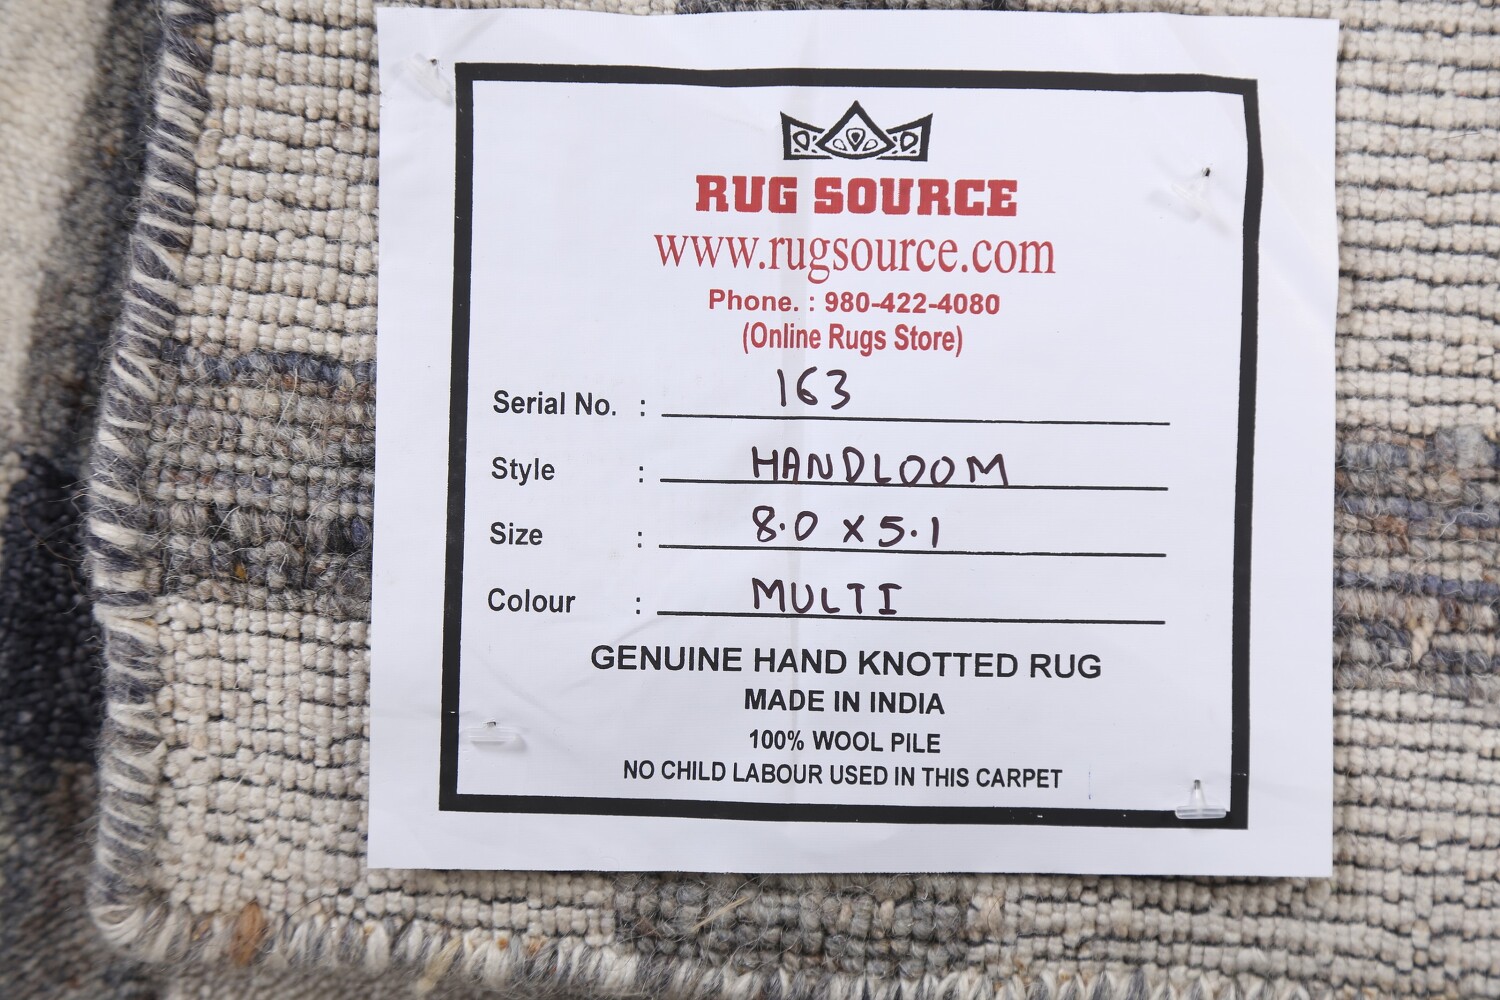 RUG SOURCE
www.rugsource.com
Phone. : 980-422-4080
(Online Rugs Store)
Serial No. : 163
Style : HANDLOOM
Size : 8.0 x 5.1
Colour : MULTI
GENUINE HAND KNOTTED RUG
MADE IN INDIA
100% WOOL PILE
NO CHILD LABOUR USED IN THIS CARPET